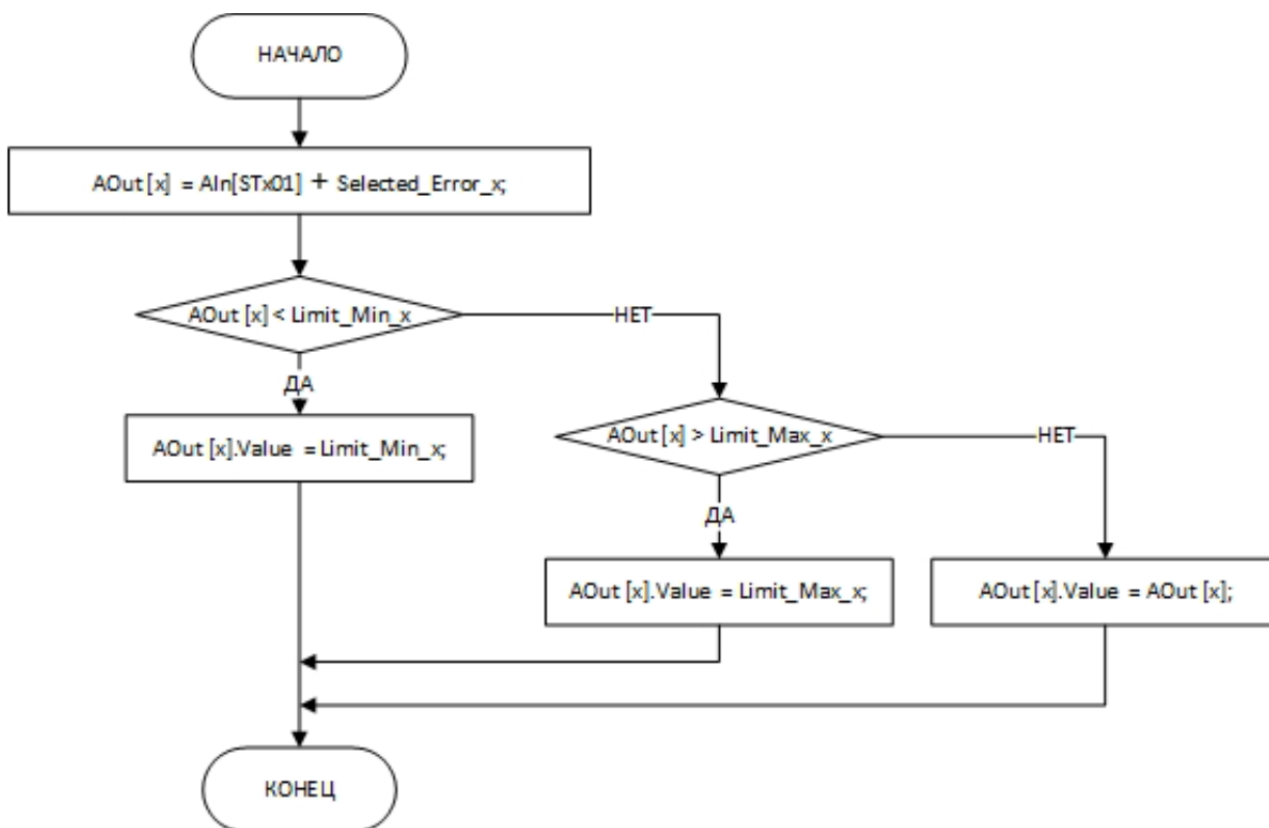 НАЧАЛО
AOut [x] = AIn[STx01] + Selected_Error_x;
AOut [x] < Limit_Min_x
НЕТ
ДА
AOut [x] > Limit_Max_x
НЕТ
AOut [x].Value = Limit_Min_x;
ДА
AOut [x].Value = Limit_Max_x;
AOut [x].Value = AOut [x];
КОНЕЦ